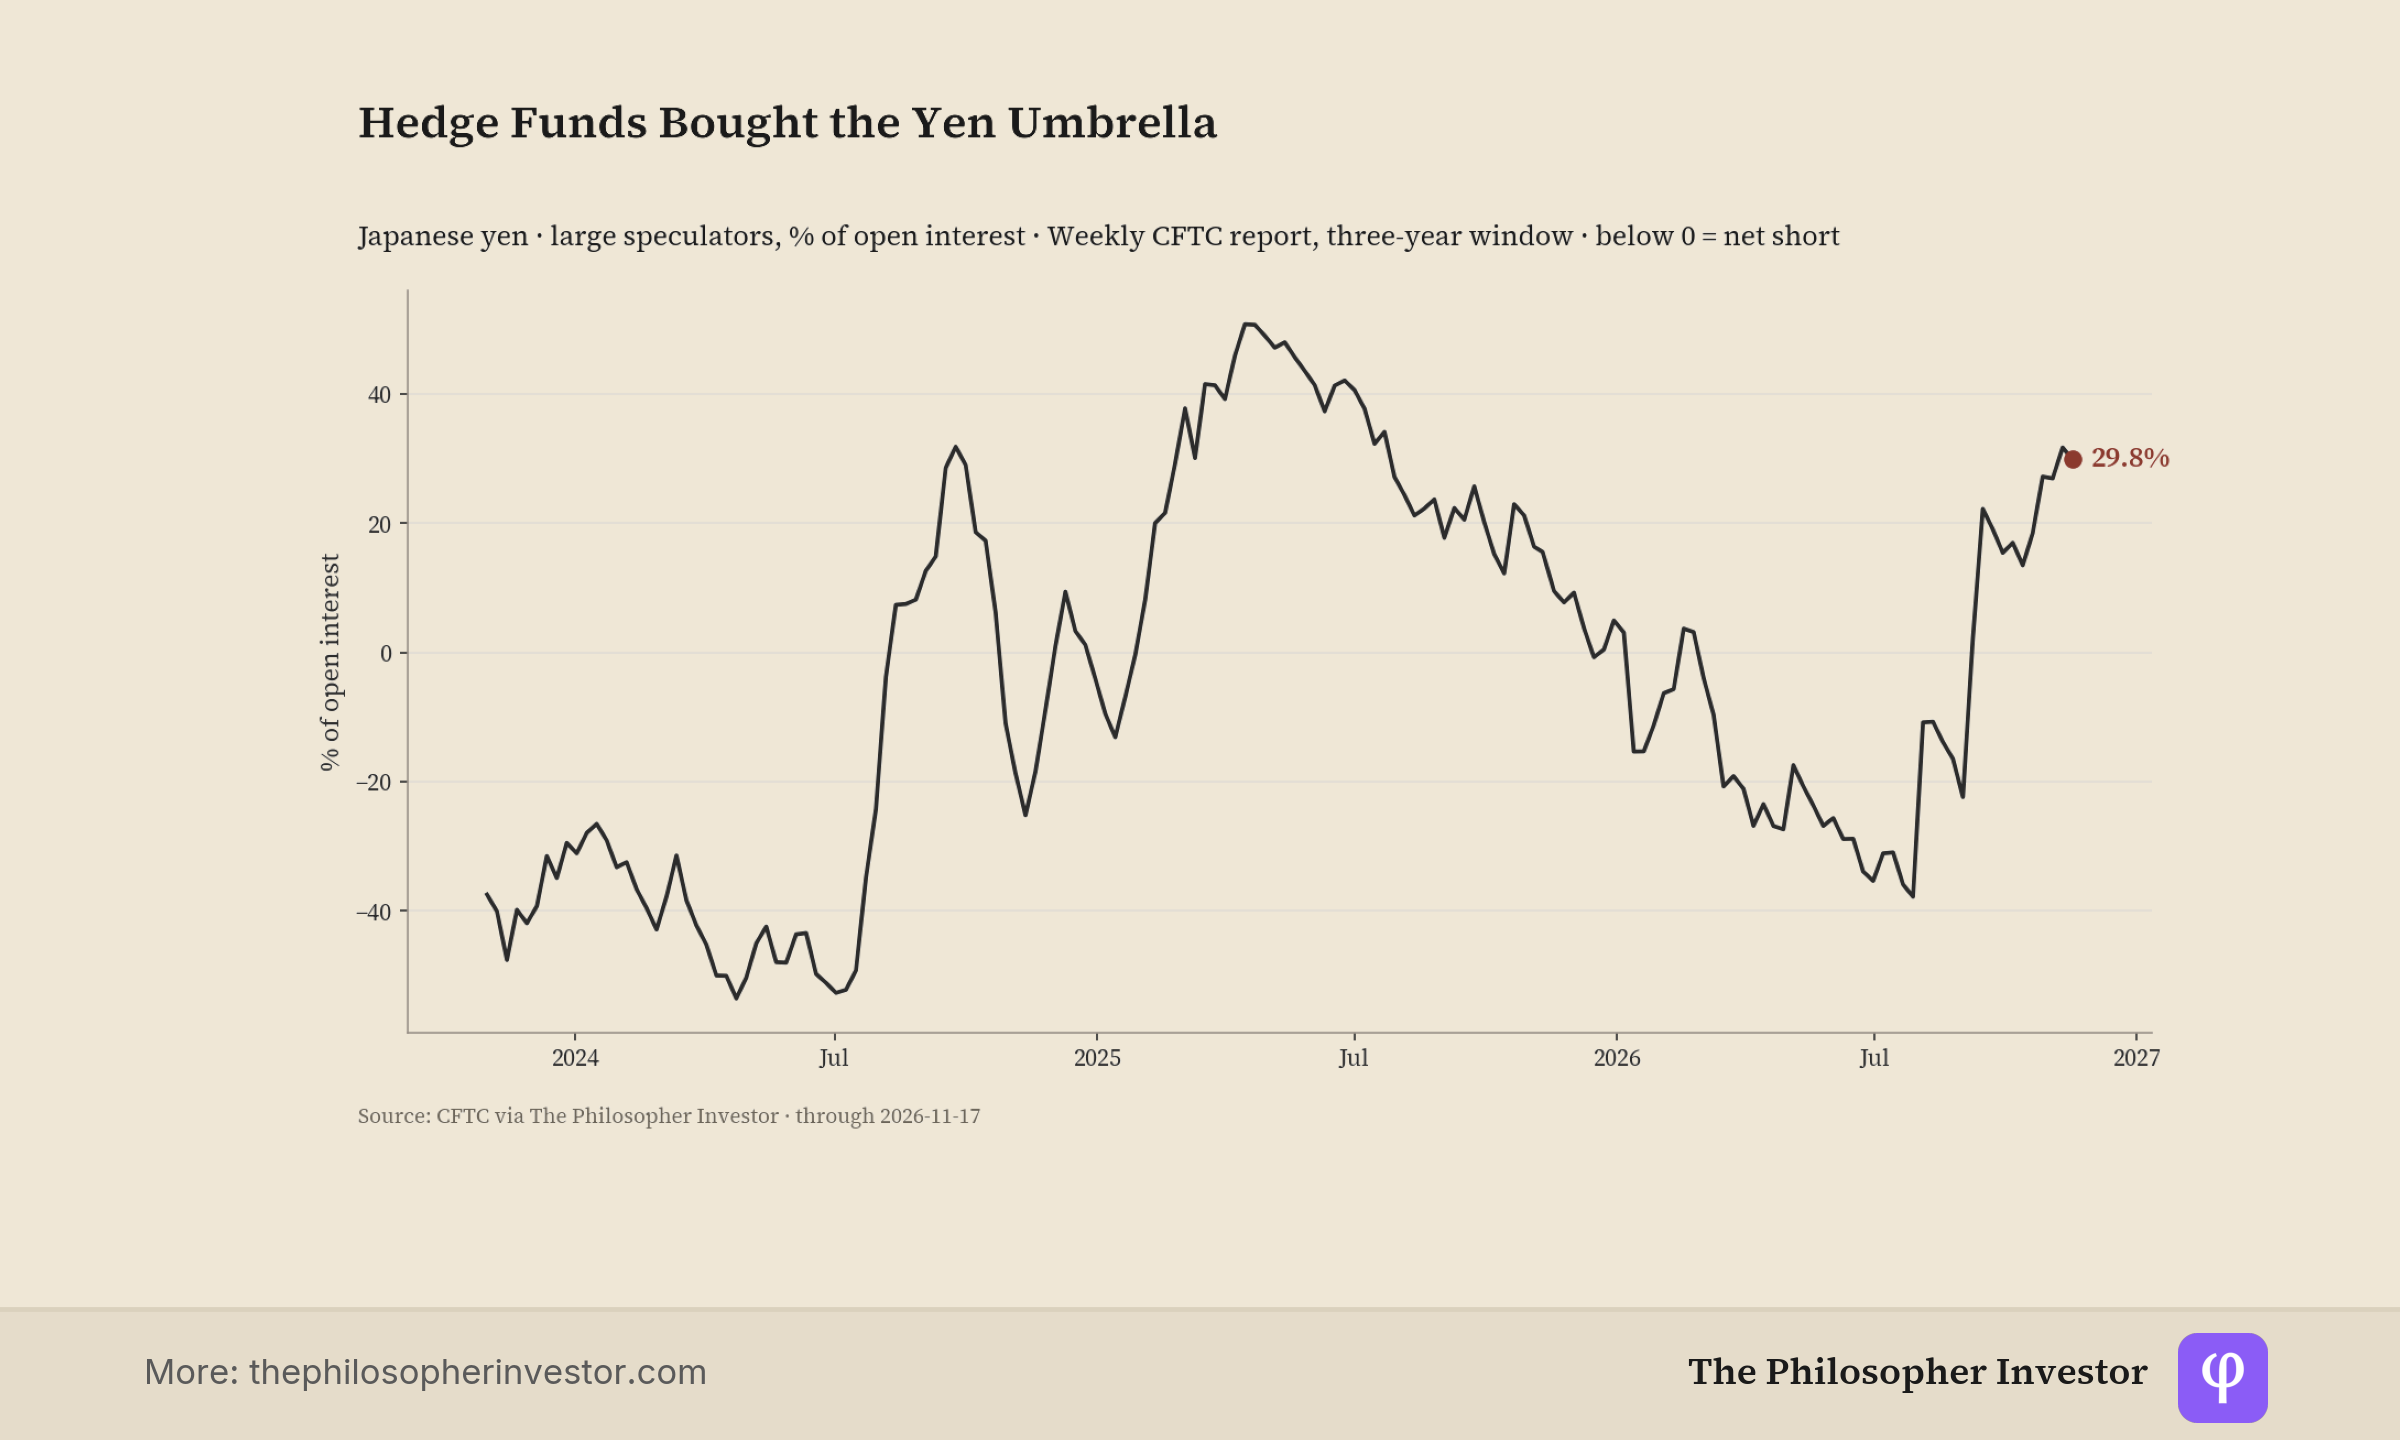 Hedge Funds Bought the Yen Umbrella
Japanese yen · large speculators, % of open interest · Weekly CFTC report, three-year window · below 0 = net short
% of open interest
40
20
0
−20
−40
29.8%
2024
Jul
2025
Jul
2026
Jul
2027
Source: CFTC via The Philosopher Investor · through 2026-11-17
More: thephilosopherinvestor.com
The Philosopher Investor
φ